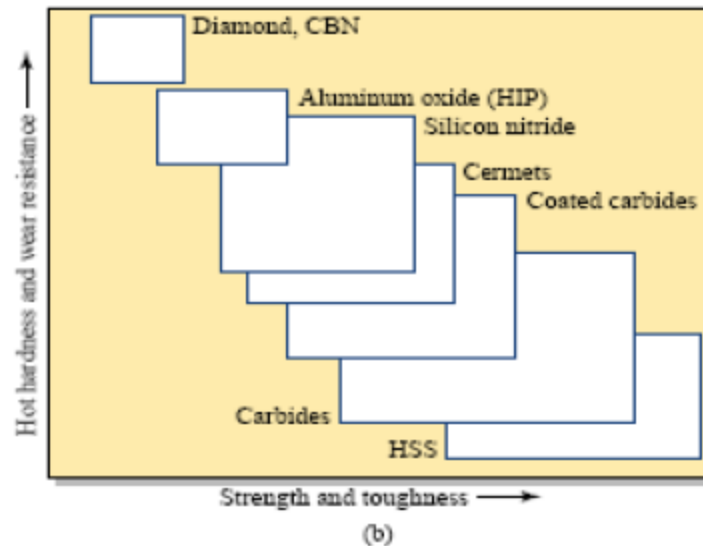 Diamond, CBN
Aluminum oxide (HIP)
Silicon nitride
Cermets
Coated carbides
Hot hardness and wear resistance
Carbides
HSS
Strength and toughness
(b)